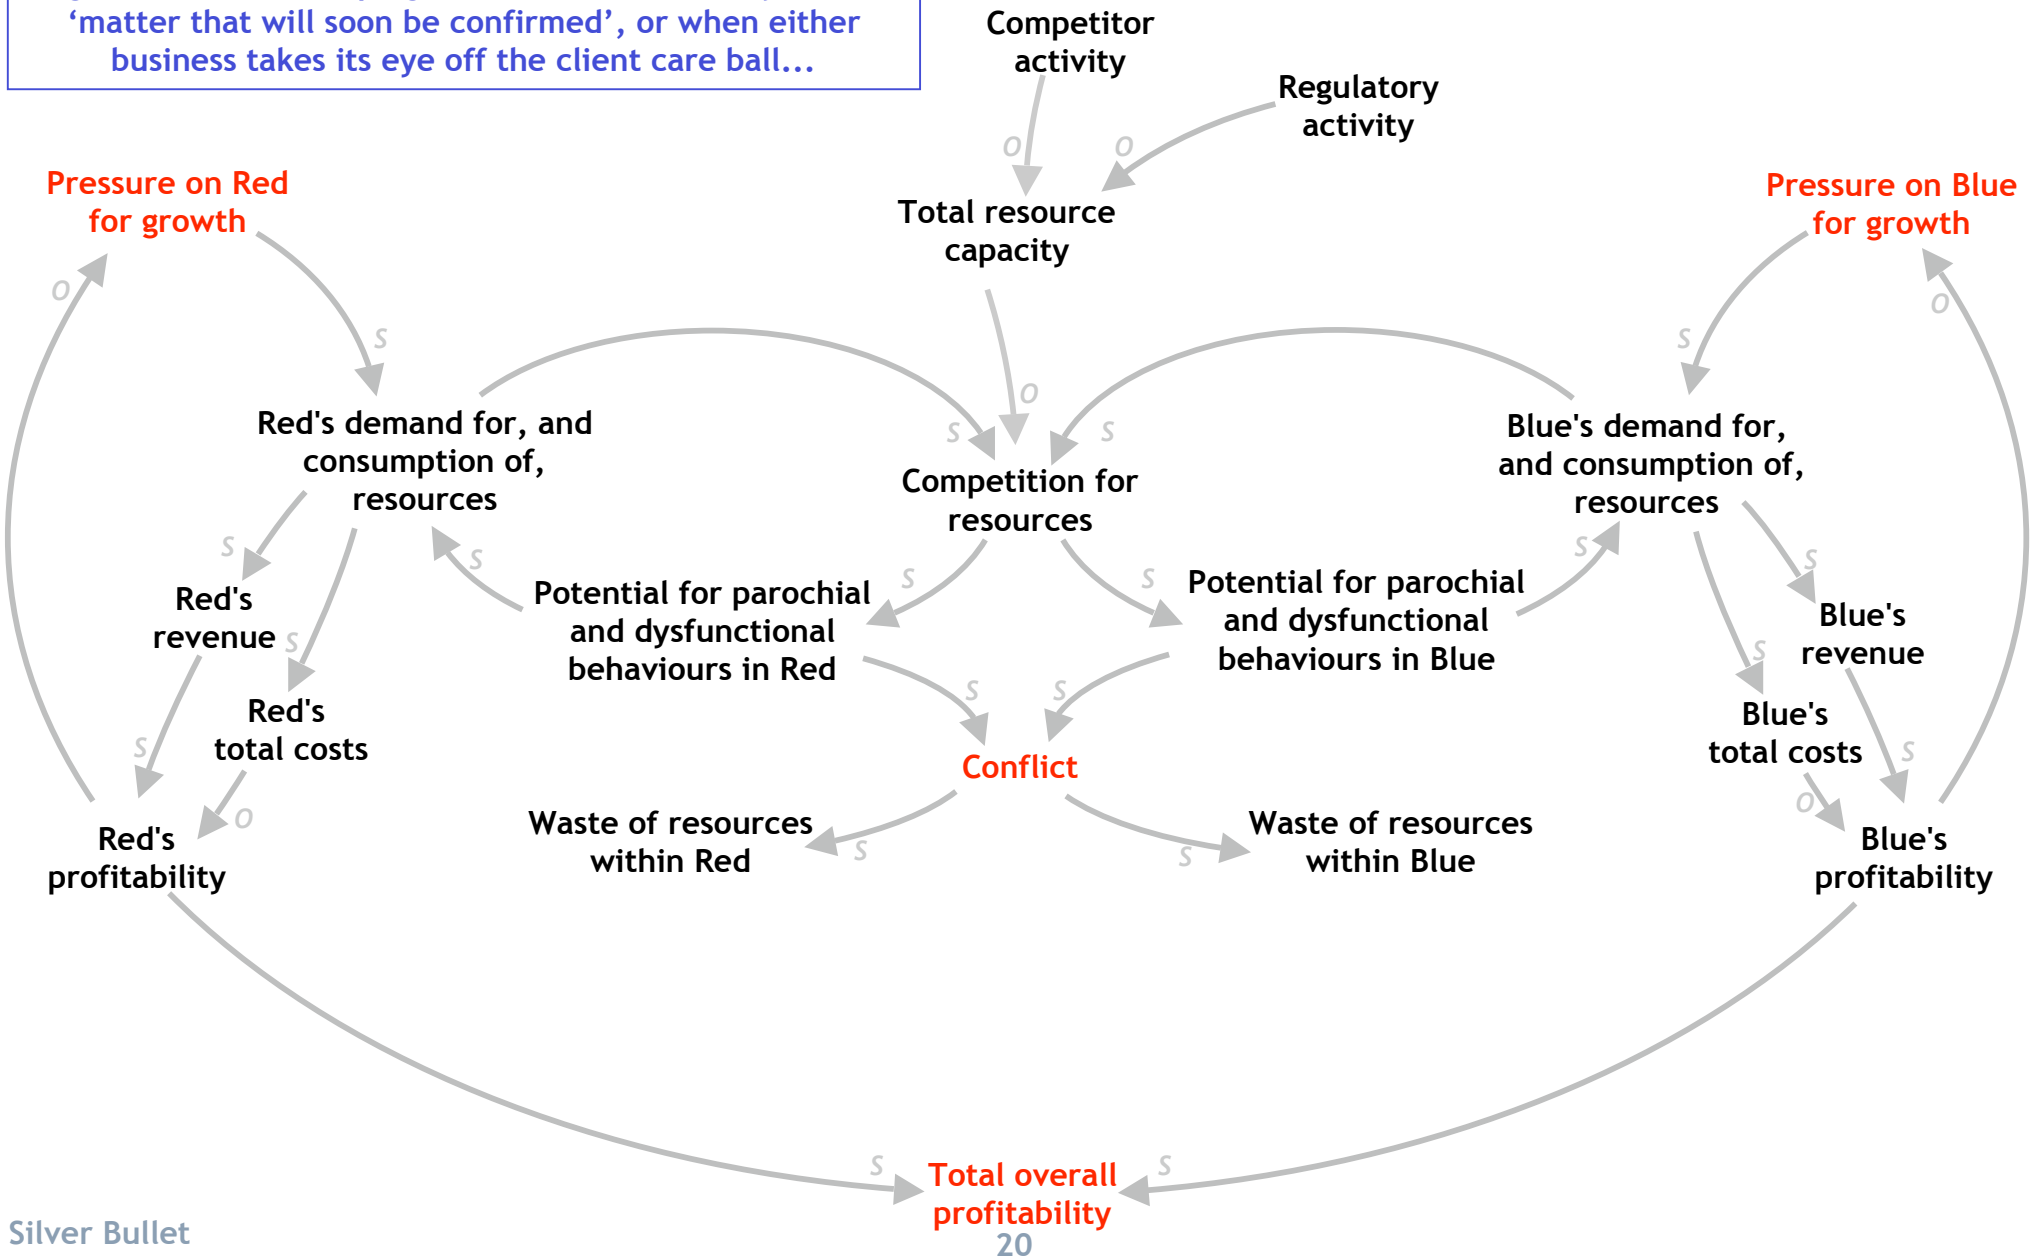 ‘matter that will soon be confirmed’, or when either
business takes its eye off the client care ball...
Competitor
activity
Regulatory
activity
O
O
Pressure on Red
for growth
Pressure on Blue
for growth
Total resource
capacity
O
O
S
S
O
S
S
Red's demand for, and
consumption of,
resources
Blue's demand for,
and consumption of,
resources
Competition for
resources
S
S
S
S
S
S
Potential for parochial
and dysfunctional
behaviours in Red
Potential for parochial
and dysfunctional
behaviours in Blue
Red's
revenue
Blue's
revenue
S
S
S
S
Red's
total costs
Blue's
total costs
S
S
Conflict
O
O
Waste of resources
within Red
Waste of resources
within Blue
S
S
Red's
profitability
Blue's
profitability
S
S
Total overall
profitability
Silver Bullet
20